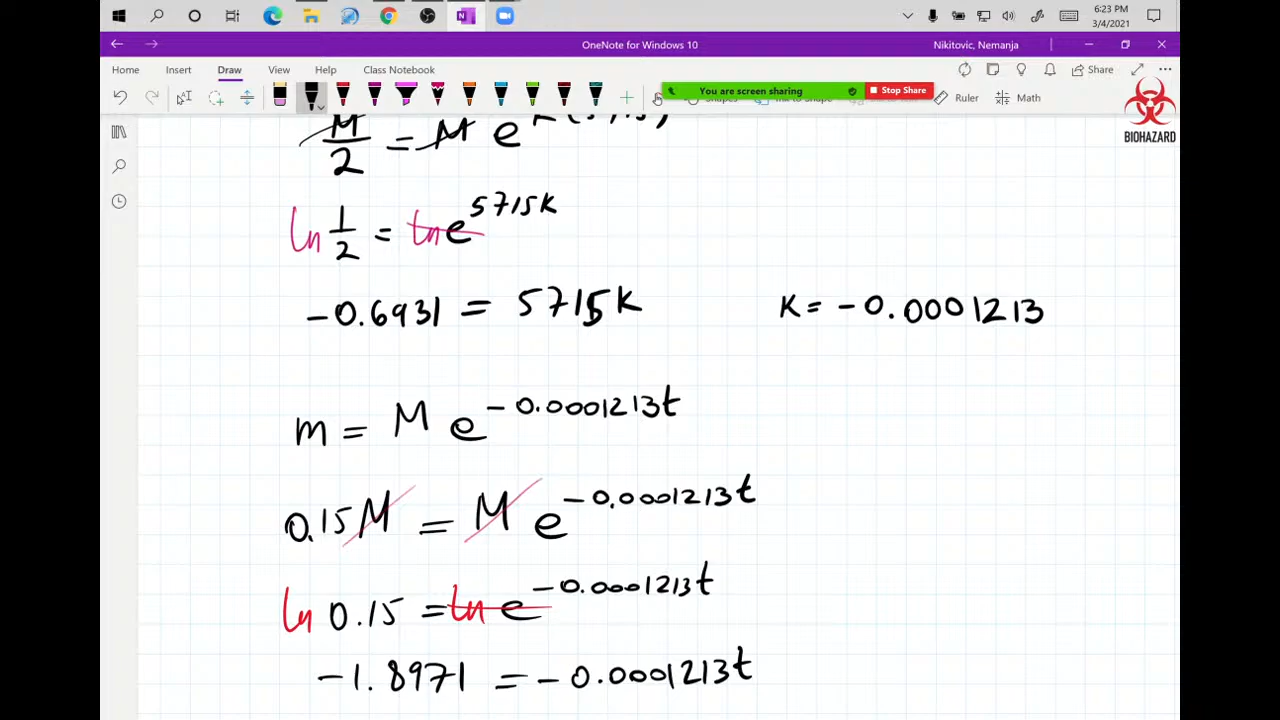 6:23 PM
3/4/2021
OneNote for Windows 10
Nikitovic, Nemanja
Home Insert Draw View Help Class Notebook
Share
You are screen sharing
Stop Share
Ruler
Math
BIOHAZARD
M/2 = M e
ln 1/2 = ln e^5715k
-0.6931 = 5715k
K = -0.0001213
m = M e^-0.0001213t
0.15M = M e^-0.0001213t
ln 0.15 = ln e^-0.0001213t
-1.8971 = -0.0001213t